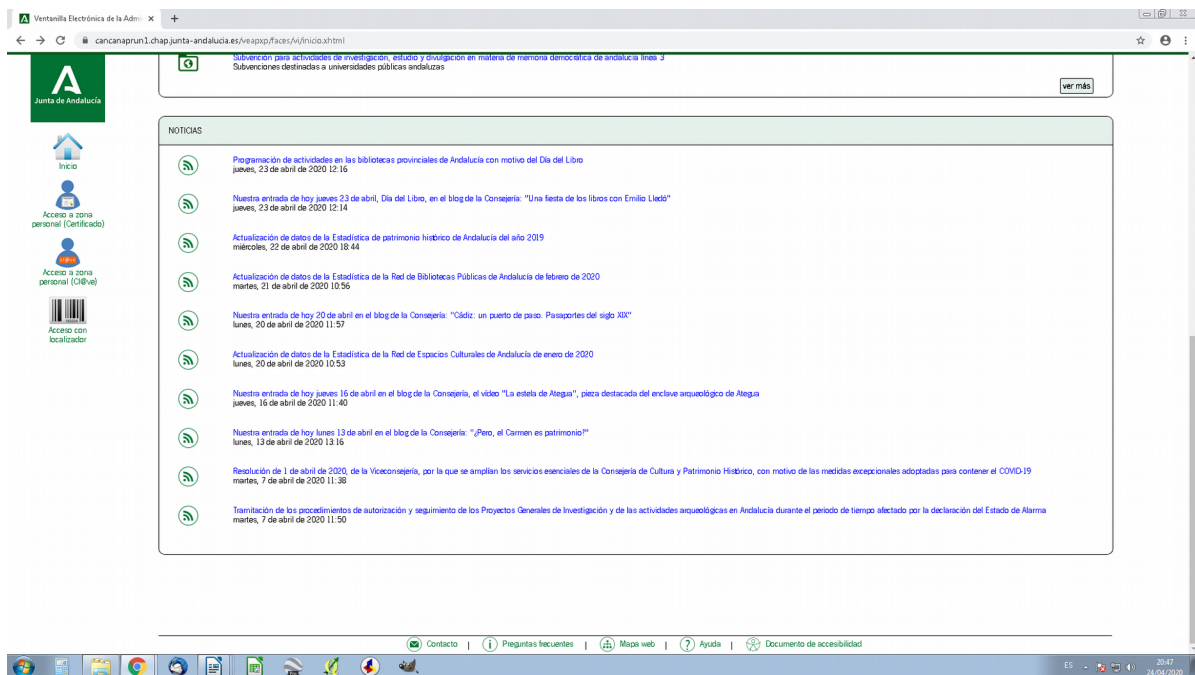 Ventanilla Electrónica de la Admi
cancanaprun1.chap.junta-andalucia.es/veapxp/faces/vi/inicio.xhtml
Junta de Andalucía
Inicio
Acceso a zona
personal (Certificado)
Acceso a zona
personal (Cl@ve)
Acceso con
localizador
Subvención para actividades de investigación, estudio y divulgación en materia de memoria democrática de andalucía línea 3
Subvenciones destinadas a universidades públicas andaluzas
ver más
NOTICIAS
Programación de actividades en las bibliotecas provinciales de Andalucía con motivo del Día del Libro
jueves, 23 de abril de 2020 12:16
Nuestra entrada de hoy jueves 23 de abril, Día del Libro, en el blog de la Consejería: "Una fiesta de los libros con Emilio Lledó"
jueves, 23 de abril de 2020 12:14
Actualización de datos de la Estadística de patrimonio histórico de Andalucía del año 2019
miércoles, 22 de abril de 2020 18:44
Actualización de datos de la Estadística de la Red de Bibliotecas Públicas de Andalucía de febrero de 2020
martes, 21 de abril de 2020 10:56
Nuestra entrada de hoy 20 de abril en el blog de la Consejería: "Cádiz: un puerto de paso. Pasaportes del siglo XIX"
lunes, 20 de abril de 2020 11:57
Actualización de datos de la Estadística de la Red de Espacios Culturales de Andalucía de enero de 2020
lunes, 20 de abril de 2020 10:53
Nuestra entrada de hoy jueves 16 de abril en el blog de la Consejería, el vídeo "La estela de Ategua", pieza destacada del enclave arqueológico de Ategua
jueves, 16 de abril de 2020 11:40
Nuestra entrada de hoy lunes 13 de abril en el blog de la Consejería: "¿Pero, el Carmen es patrimonio?"
lunes, 13 de abril de 2020 13:16
Resolución de 1 de abril de 2020, de la Viceconsejería, por la que se amplían los servicios esenciales de la Consejería de Cultura y Patrimonio Histórico, con motivo de las medidas excepcionales adoptadas para contener el COVID-19
martes, 7 de abril de 2020 11:38
Tramitación de los procedimientos de autorización y seguimiento de los Proyectos Generales de Investigación y de las actividades arqueológicas en Andalucía durante el periodo de tiempo afectado por la declaración del Estado de Alarma
martes, 7 de abril de 2020 11:50
Contacto | Preguntas frecuentes | Mapa web | Ayuda | Documento de accesibilidad
ES
20:47
24/04/2020